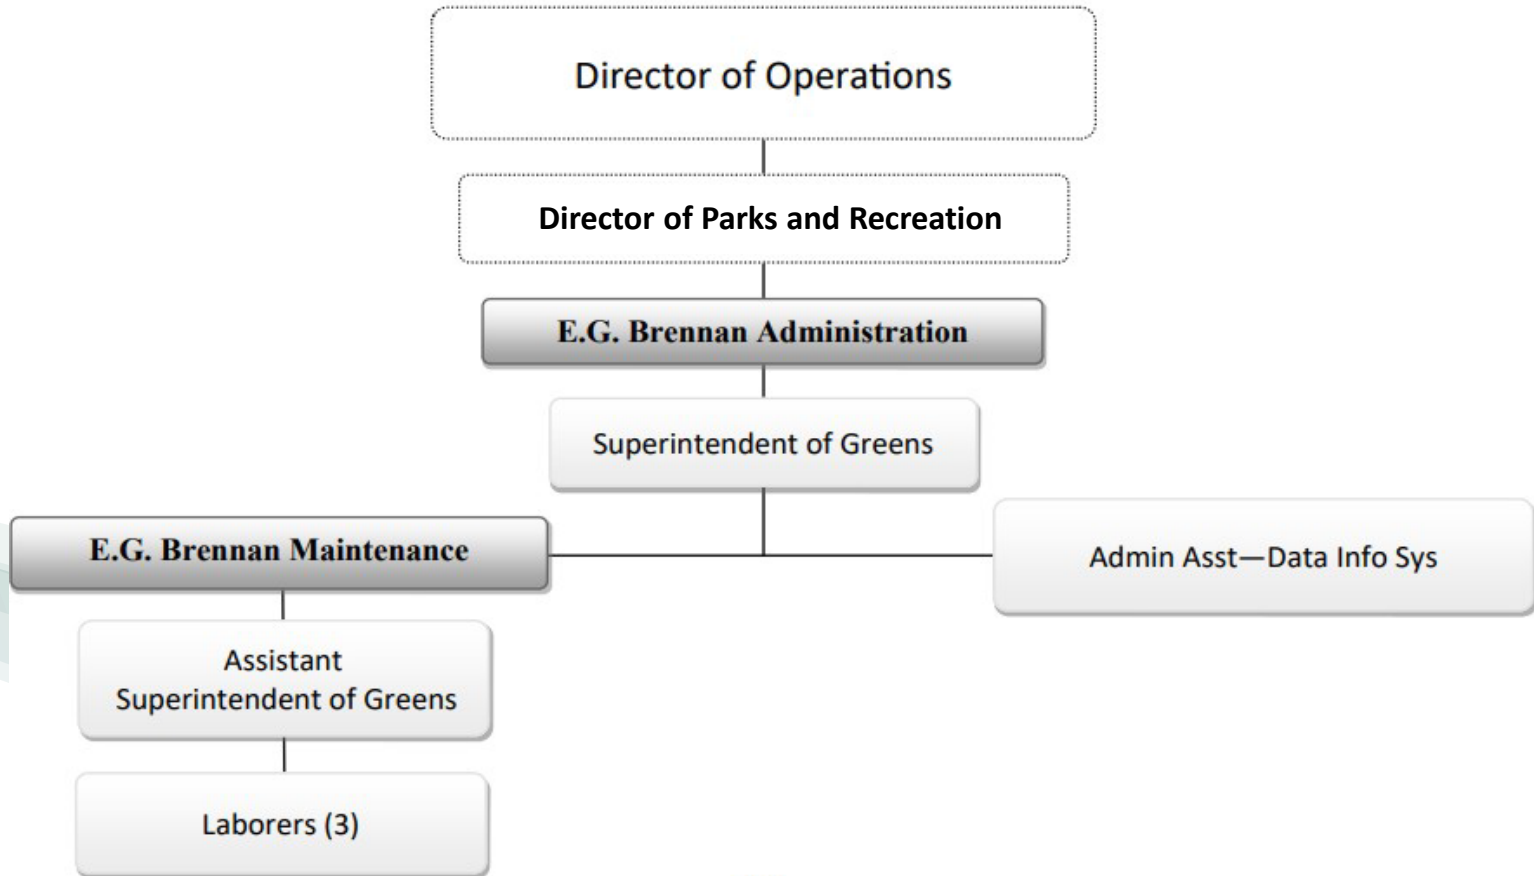 Director of Operations
Director of Parks and Recreation
E.G. Brennan Administration
Superintendent of Greens
E.G. Brennan Maintenance
Admin Asst—Data Info Sys
Assistant
Superintendent of Greens
Laborers (3)